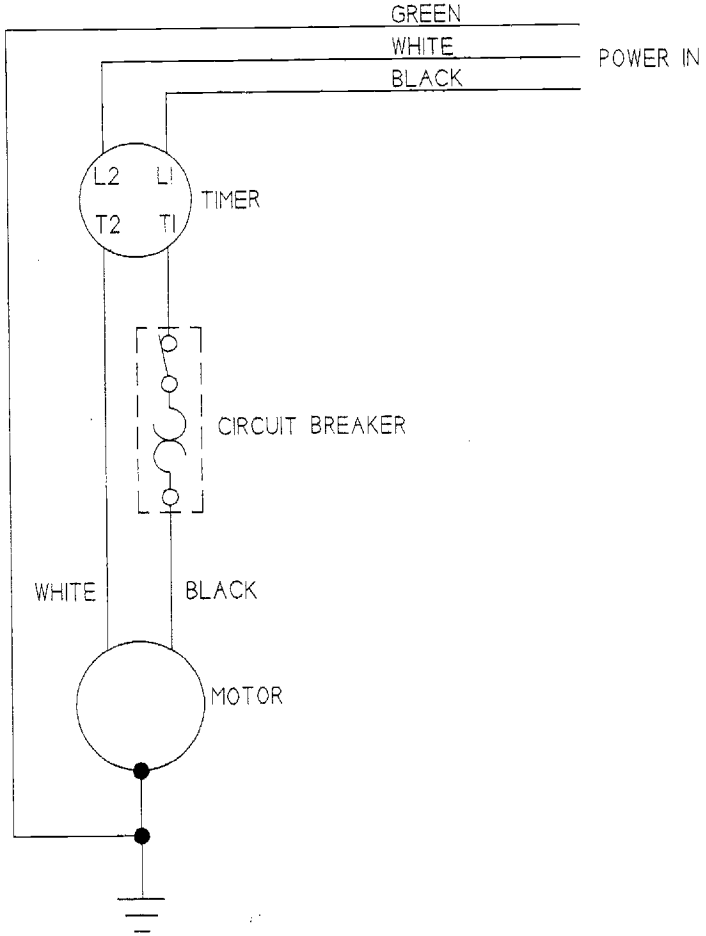 GREEN
WHITE
POWER IN
BLACK
L2 L1
TIMER
T2 T1
CIRCUIT BREAKER
WHITE
BLACK
MOTOR